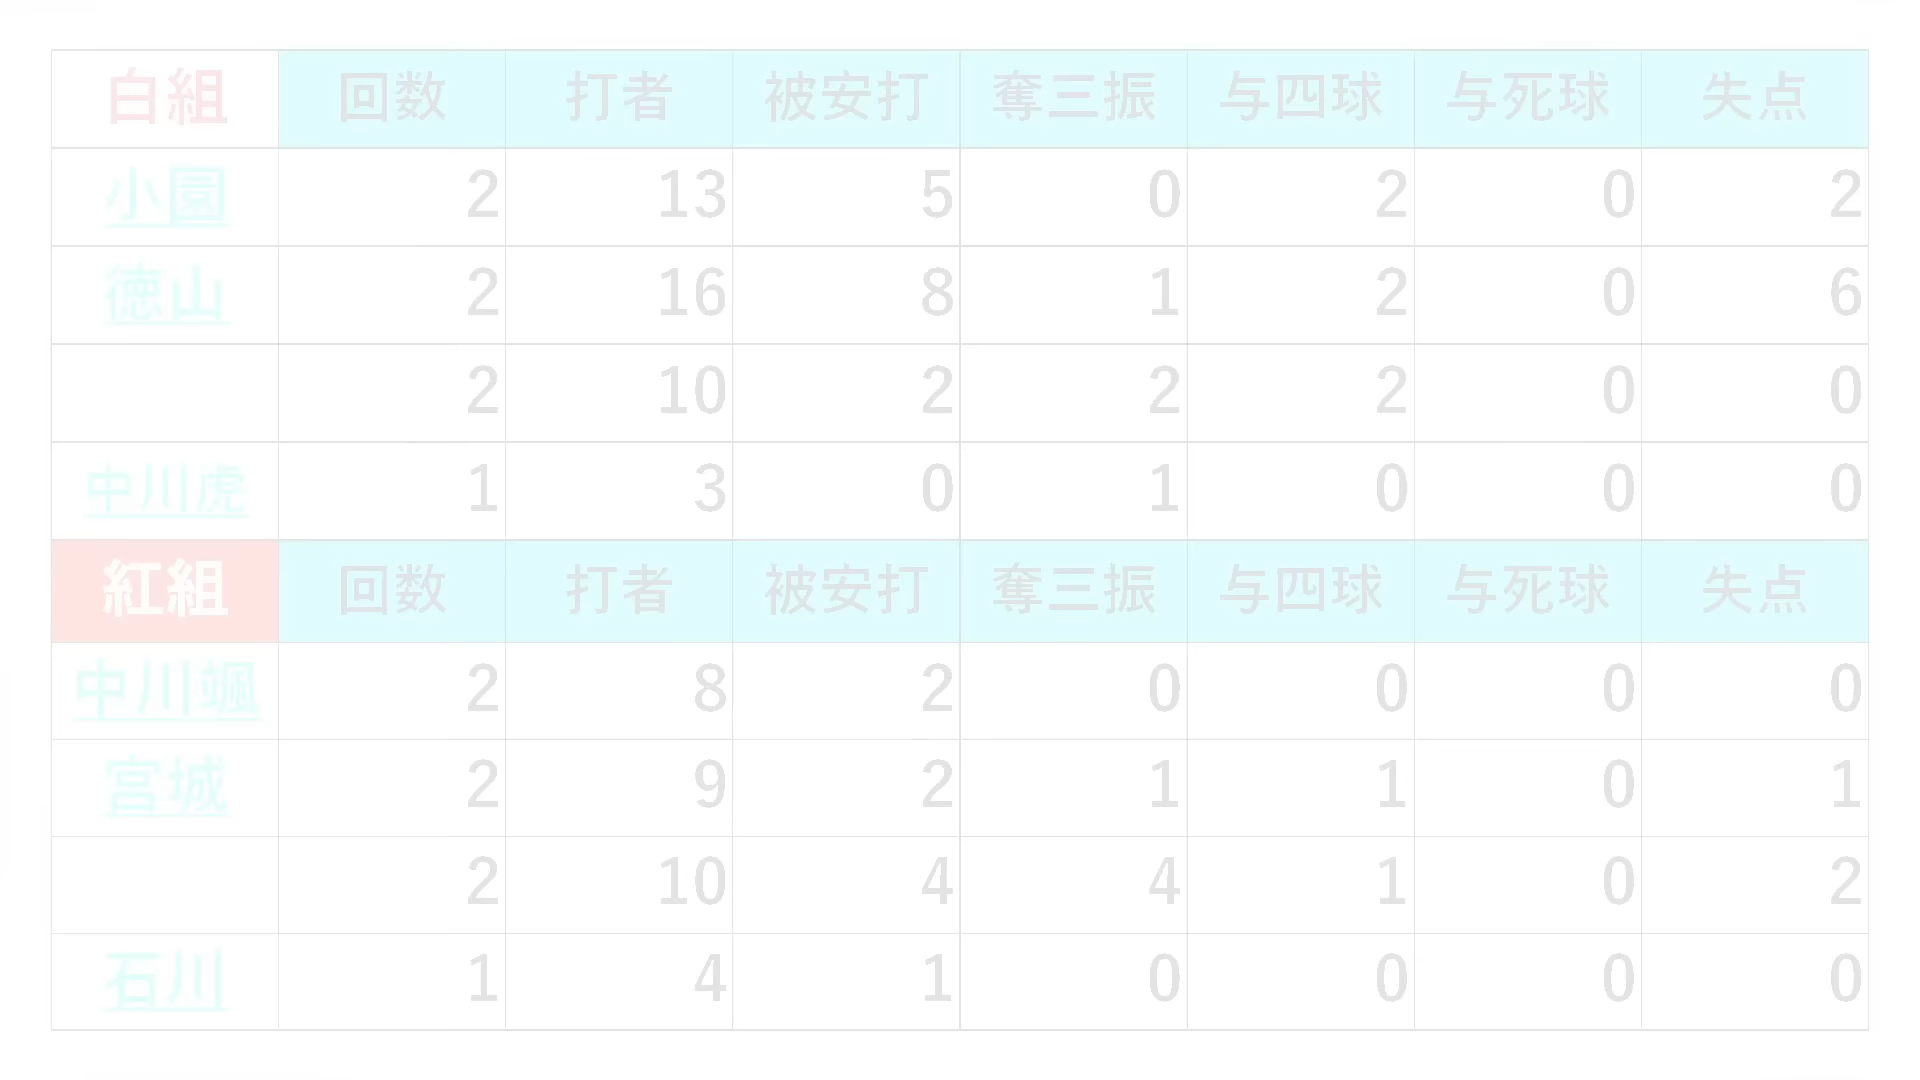 白組 回数 打者 被安打 奪三振 与四球 与死球 失点
小園 2 13 5 0 2 0 2
徳山 2 16 8 1 2 0 6
2 10 2 2 2 0 0
中川虎 1 3 0 1 0 0 0
紅組 回数 打者 被安打 奪三振 与四球 与死球 失点
中川颯 2 8 2 0 0 0 0
宮城 2 9 2 1 1 0 1
2 10 4 4 1 0 2
石川 1 4 1 0 0 0 0